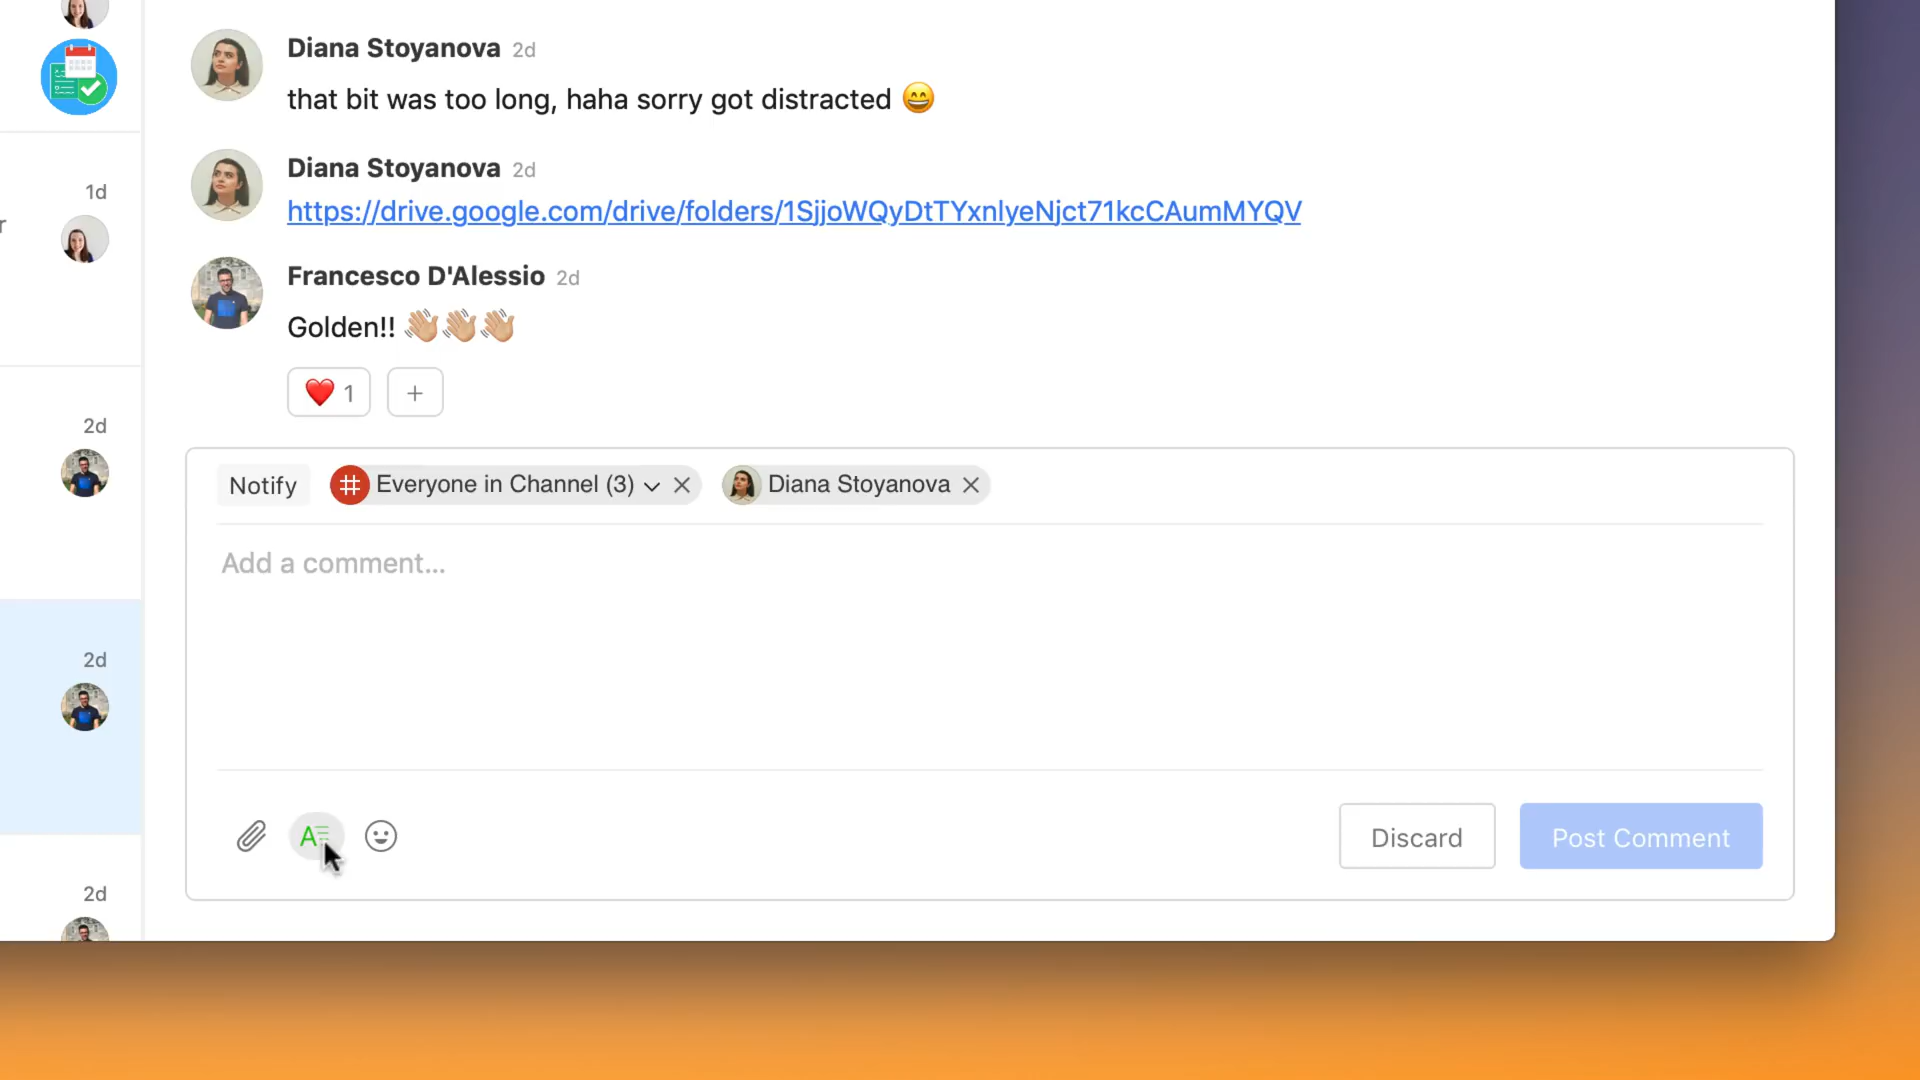 Diana Stoyanova 2d
that bit was too long, haha sorry got distracted 😄
Diana Stoyanova 2d
https://drive.google.com/drive/folders/1SjjoWQyDtTYxnlyeNjct71kcCAumMYQV
Francesco D'Alessio 2d
Golden!! 👋🏼👋🏼👋🏼
❤️ 1 +
Notify Everyone in Channel (3) Diana Stoyanova
Add a comment...
Discard Post Comment
1d
r
2d
2d
2d